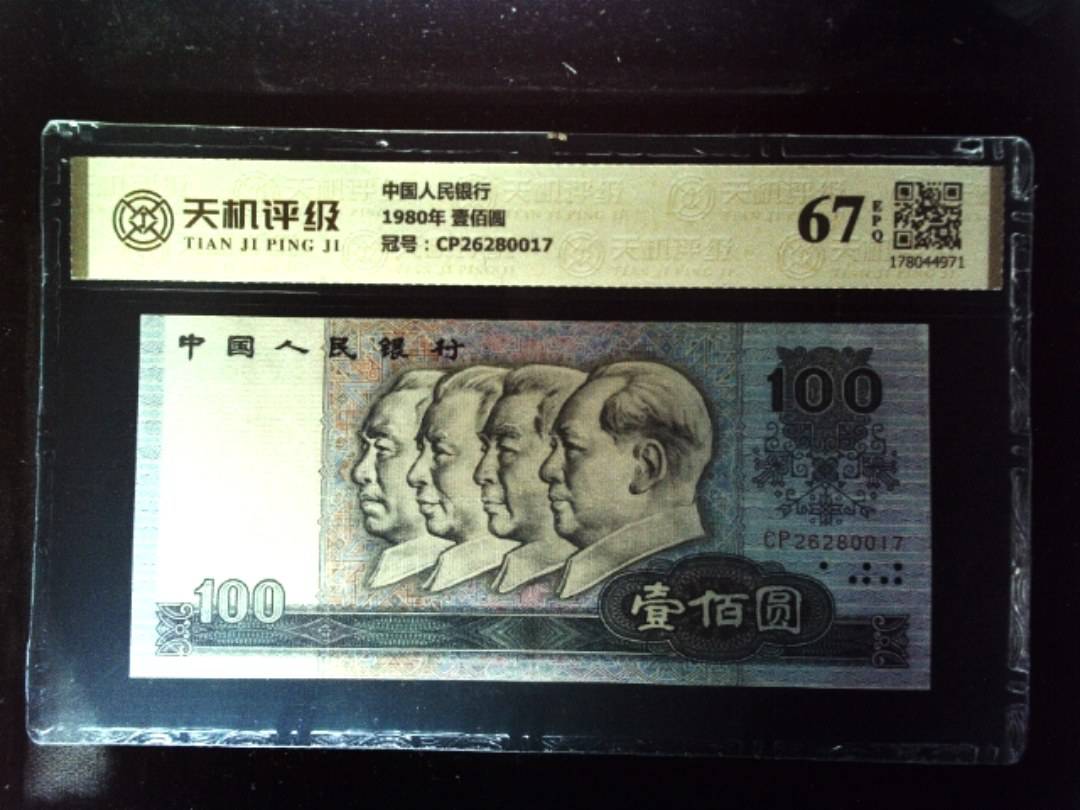 天机评级
TIAN JI PING JI
中国人民银行
1980年 壹佰圆
冠号：CP26280017
67
EPQ
178044971
中国人民銀行
100
CP26280017
100
壹佰圆